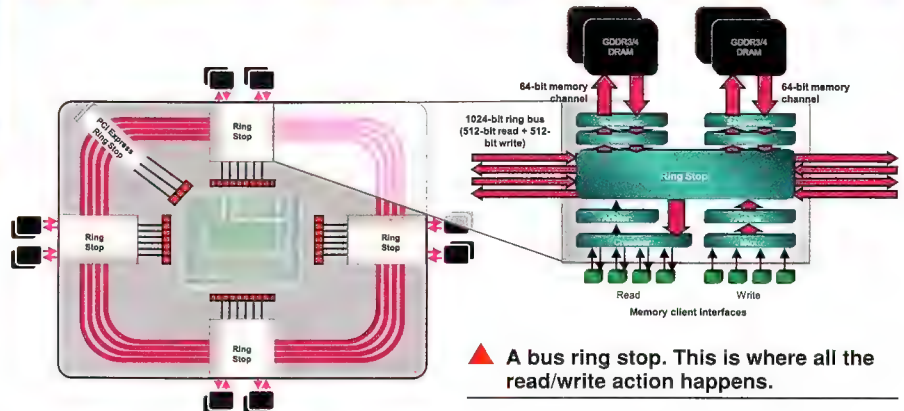 GDDR3/4
DRAM
GDDR3/4
DRAM
64-bit memory
channel
64-bit memory
channel
1024-bit ring bus
(512-bit read + 512-
bit write)
Ring Stop
Read
Write
Memory client interfaces
PCI Express
Ring Stop
Ring
Stop
Ring
Stop
Ring
Stop
Ring
Stop
A bus ring stop. This is where all the
read/write action happens.